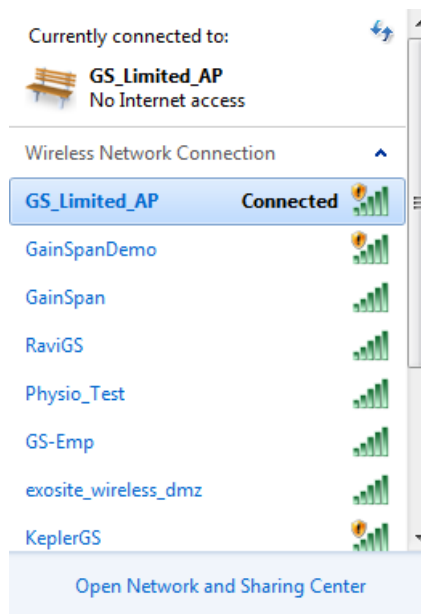 Currently connected to:
GS_Limited_AP
No Internet access
Wireless Network Connection
GS_Limited_AP Connected
GainSpanDemo
GainSpan
RaviGS
Physio_Test
GS-Emp
exosite_wireless_dmz
KeplerGS
Open Network and Sharing Center